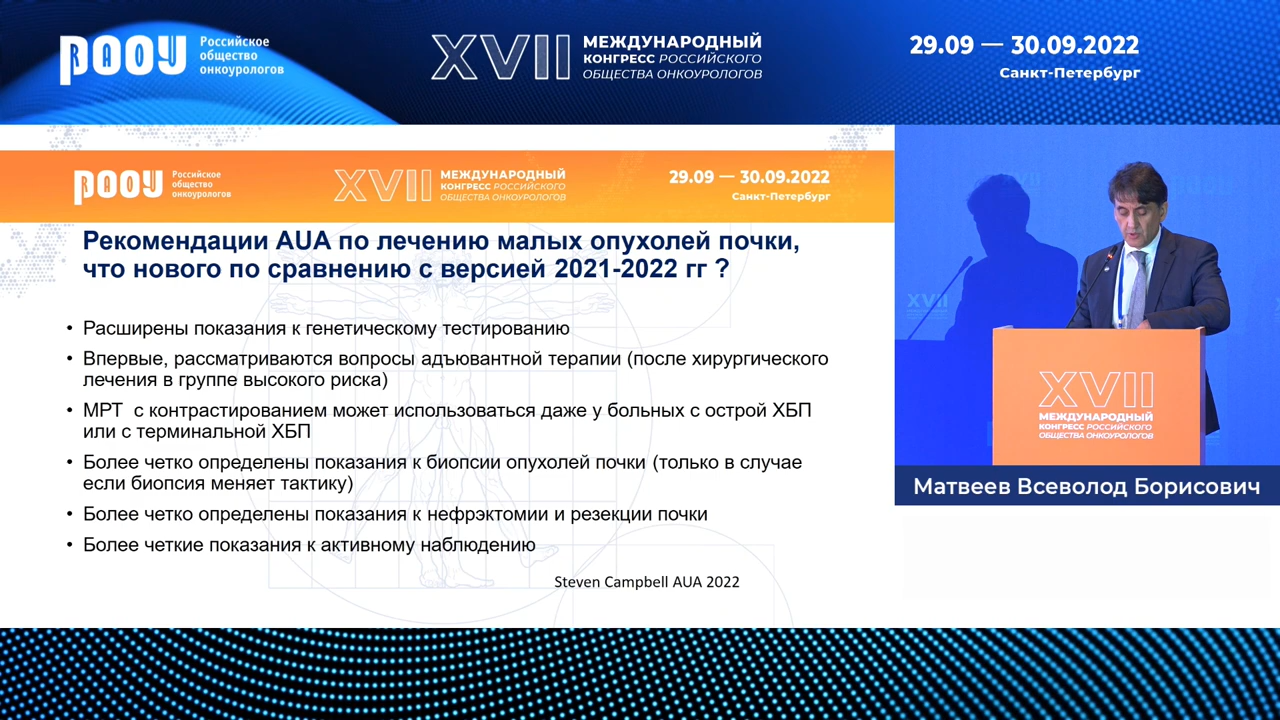 РООУ
RAOU
Российское
общество
онкоурологов
XVII
МЕЖДУНАРОДНЫЙ
КОНГРЕСС РОССИЙСКОГО
ОБЩЕСТВА ОНКОУРОЛОГОВ
29.09 — 30.09.2022
Санкт-Петербург
РООУ
RAOU
Российское
общество
онкоурологов
XVII
МЕЖДУНАРОДНЫЙ
КОНГРЕСС РОССИЙСКОГО
ОБЩЕСТВА ОНКОУРОЛОГОВ
29.09 — 30.09.2022
Санкт-Петербург
Рекомендации AUA по лечению малых опухолей почки,
что нового по сравнению с версией 2021-2022 гг ?
• Расширены показания к генетическому тестированию
• Впервые, рассматриваются вопросы адъювантной терапии (после хирургического
лечения в группе высокого риска)
• МРТ с контрастированием может использоваться даже у больных с острой ХБП
или с терминальной ХБП
• Более четко определены показания к биопсии опухолей почки (только в случае
если биопсия меняет тактику)
• Более четко определены показания к нефрэктомии и резекции почки
• Более четкие показания к активному наблюдению
Steven Campbell AUA 2022
XVII
XVII
МЕЖДУНАРОДНЫЙ
КОНГРЕСС РОССИЙСКОГО
ОБЩЕСТВА ОНКОУРОЛОГОВ
Матвеев Всеволод Борисович